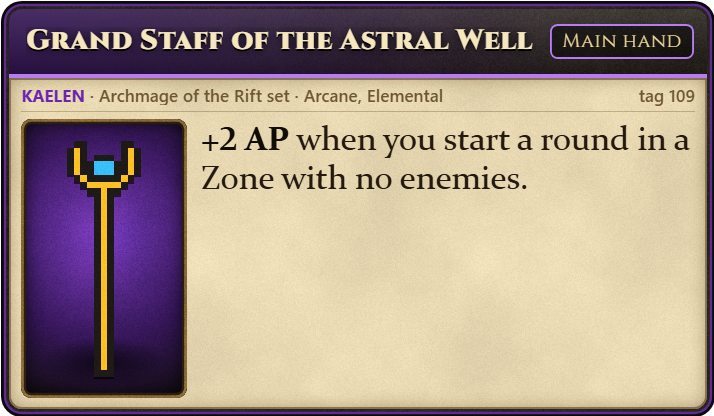 Grand Staff of the Astral Well
Main hand
KAELEN · Archmage of the Rift set · Arcane, Elemental
tag 109
+2 AP when you start a round in a
Zone with no enemies.